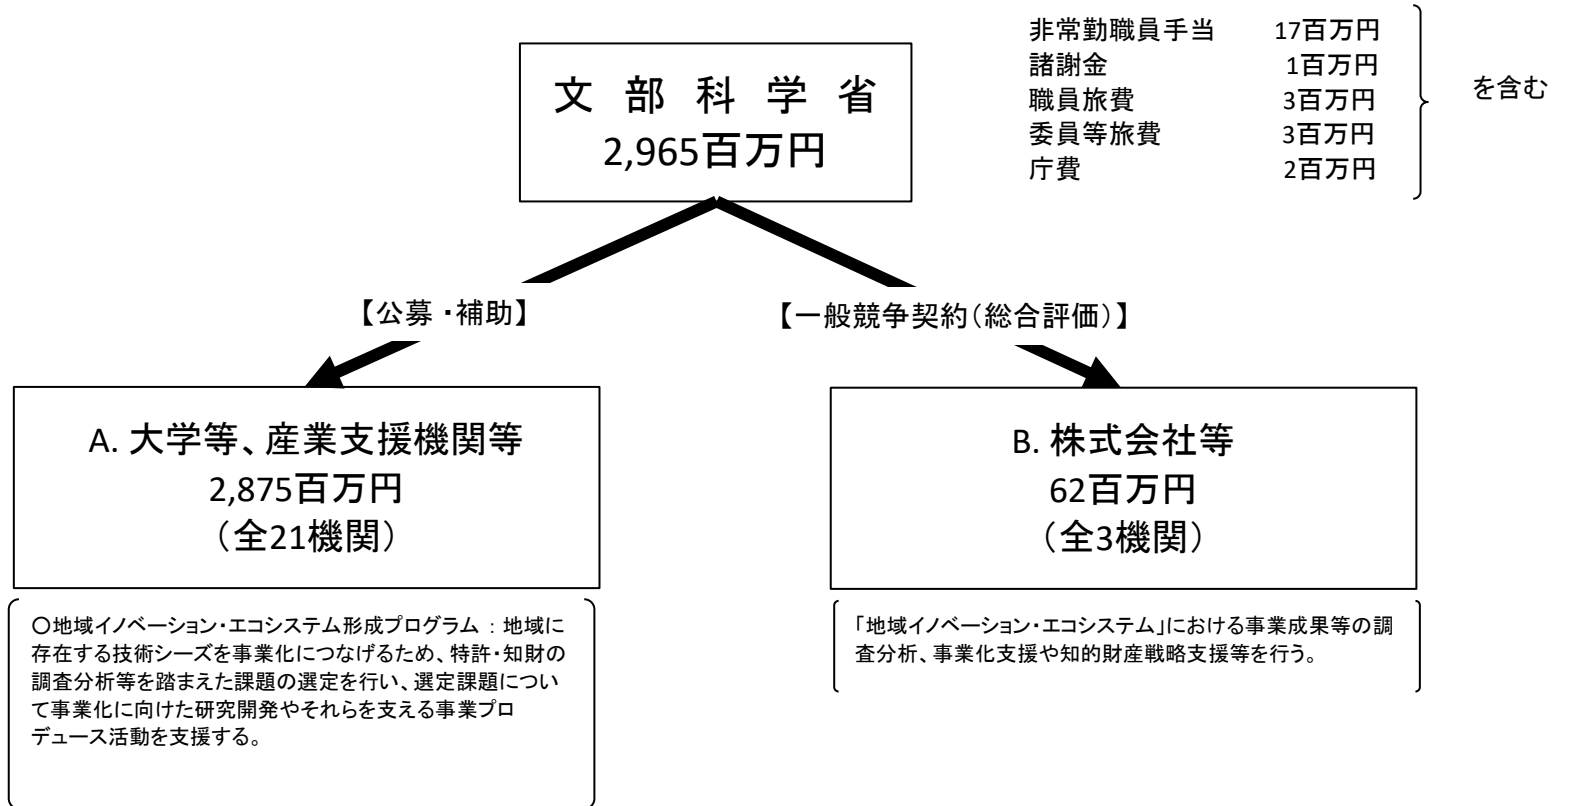 文部科学省
2,965百万円
非常勤職員手当 17百万円
諸謝金 1百万円
職員旅費 3百万円
委員等旅費 3百万円
庁費 2百万円
を含む
【公募・補助】
【一般競争契約（総合評価）】
A. 大学等、産業支援機関等
2,875百万円
（全21機関）
B. 株式会社等
62百万円
（全3機関）
○地域イノベーション・エコシステム形成プログラム：地域に
存在する技術シーズを事業化につなげるため、特許・知財の
調査分析等を踏まえた課題の選定を行い、選定課題につい
て事業化に向けた研究開発やそれらを支える事業プロ
デュース活動を支援する。
「地域イノベーション・エコシステム」における事業成果等の調
査分析、事業化支援や知的財産戦略支援等を行う。